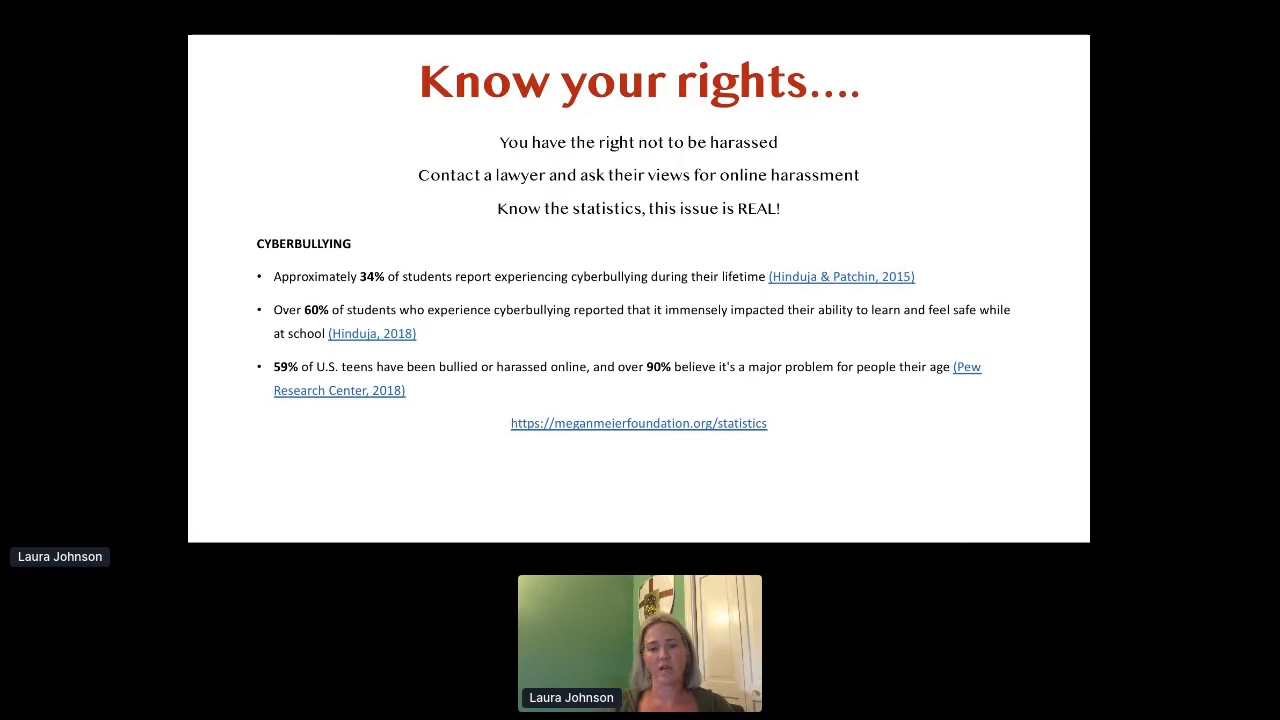 Know your rights....
You have the right not to be harassed
Contact a lawyer and ask their views for online harassment
Know the statistics, this issue is REAL!
CYBERBULLYING
• Approximately 34% of students report experiencing cyberbullying during their lifetime (Hinduja & Patchin, 2015)
• Over 60% of students who experience cyberbullying reported that it immensely impacted their ability to learn and feel safe while
at school (Hinduja, 2018)
• 59% of U.S. teens have been bullied or harassed online, and over 90% believe it's a major problem for people their age (Pew
Research Center, 2018)
https://meganmeierfoundation.org/statistics
Laura Johnson
Laura Johnson